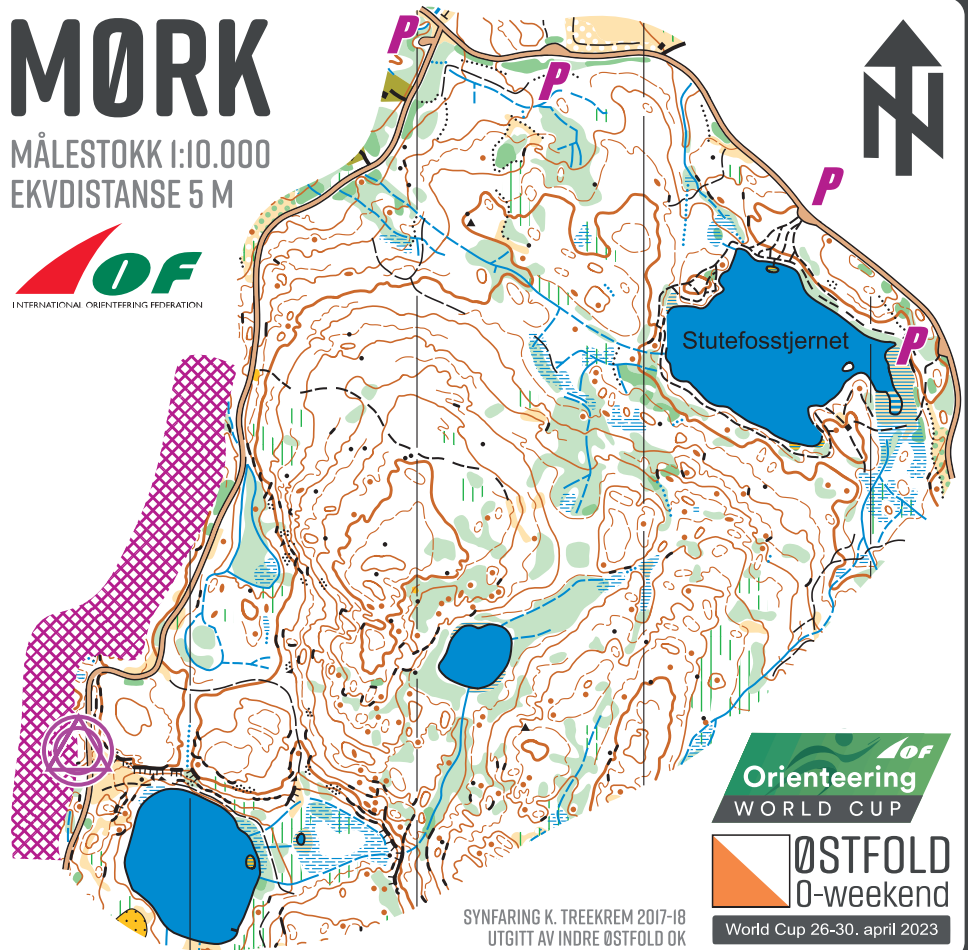 MØRK
MÅLESTOKK 1:10.000
EKVDISTANSE 5 M
IOF
INTERNATIONAL ORIENTEERING FEDERATION
P
P
P
P
N
Stutefosstjernet
IOF
Orienteering
WORLD CUP
ØSTFOLD
O-weekend
World Cup 26-30. april 2023
SYNFARING K. TREEKREM 2017-18
UTGITT AV INDRE ØSTFOLD OK